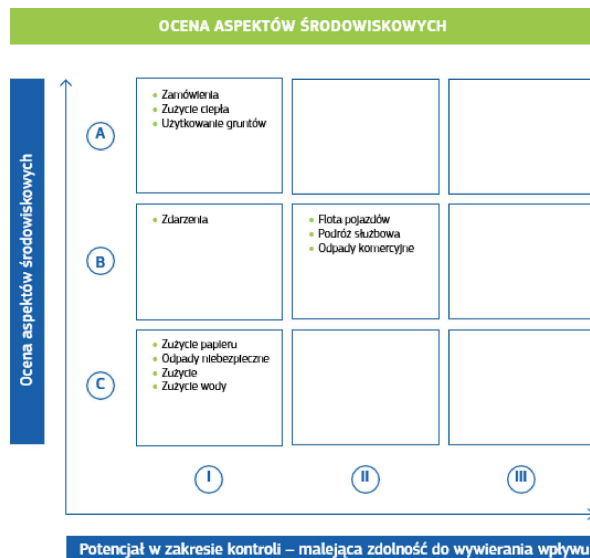 OCENA ASPEKTÓW ŚRODOWISKOWYCH
Ocena aspektów środowiskowych
A
Zamówienia
Zużycie ciepła
Użytkowanie gruntów
B
Zdarzenia
Flota pojazdów
Podróż służbowa
Odpady komercyjne
C
Zużycie papieru
Odpady niebezpieczne
Zużycie
Zużycie wody
I
II
III
Potencjał w zakresie kontroli – malejąca zdolność do wywierania wpływu